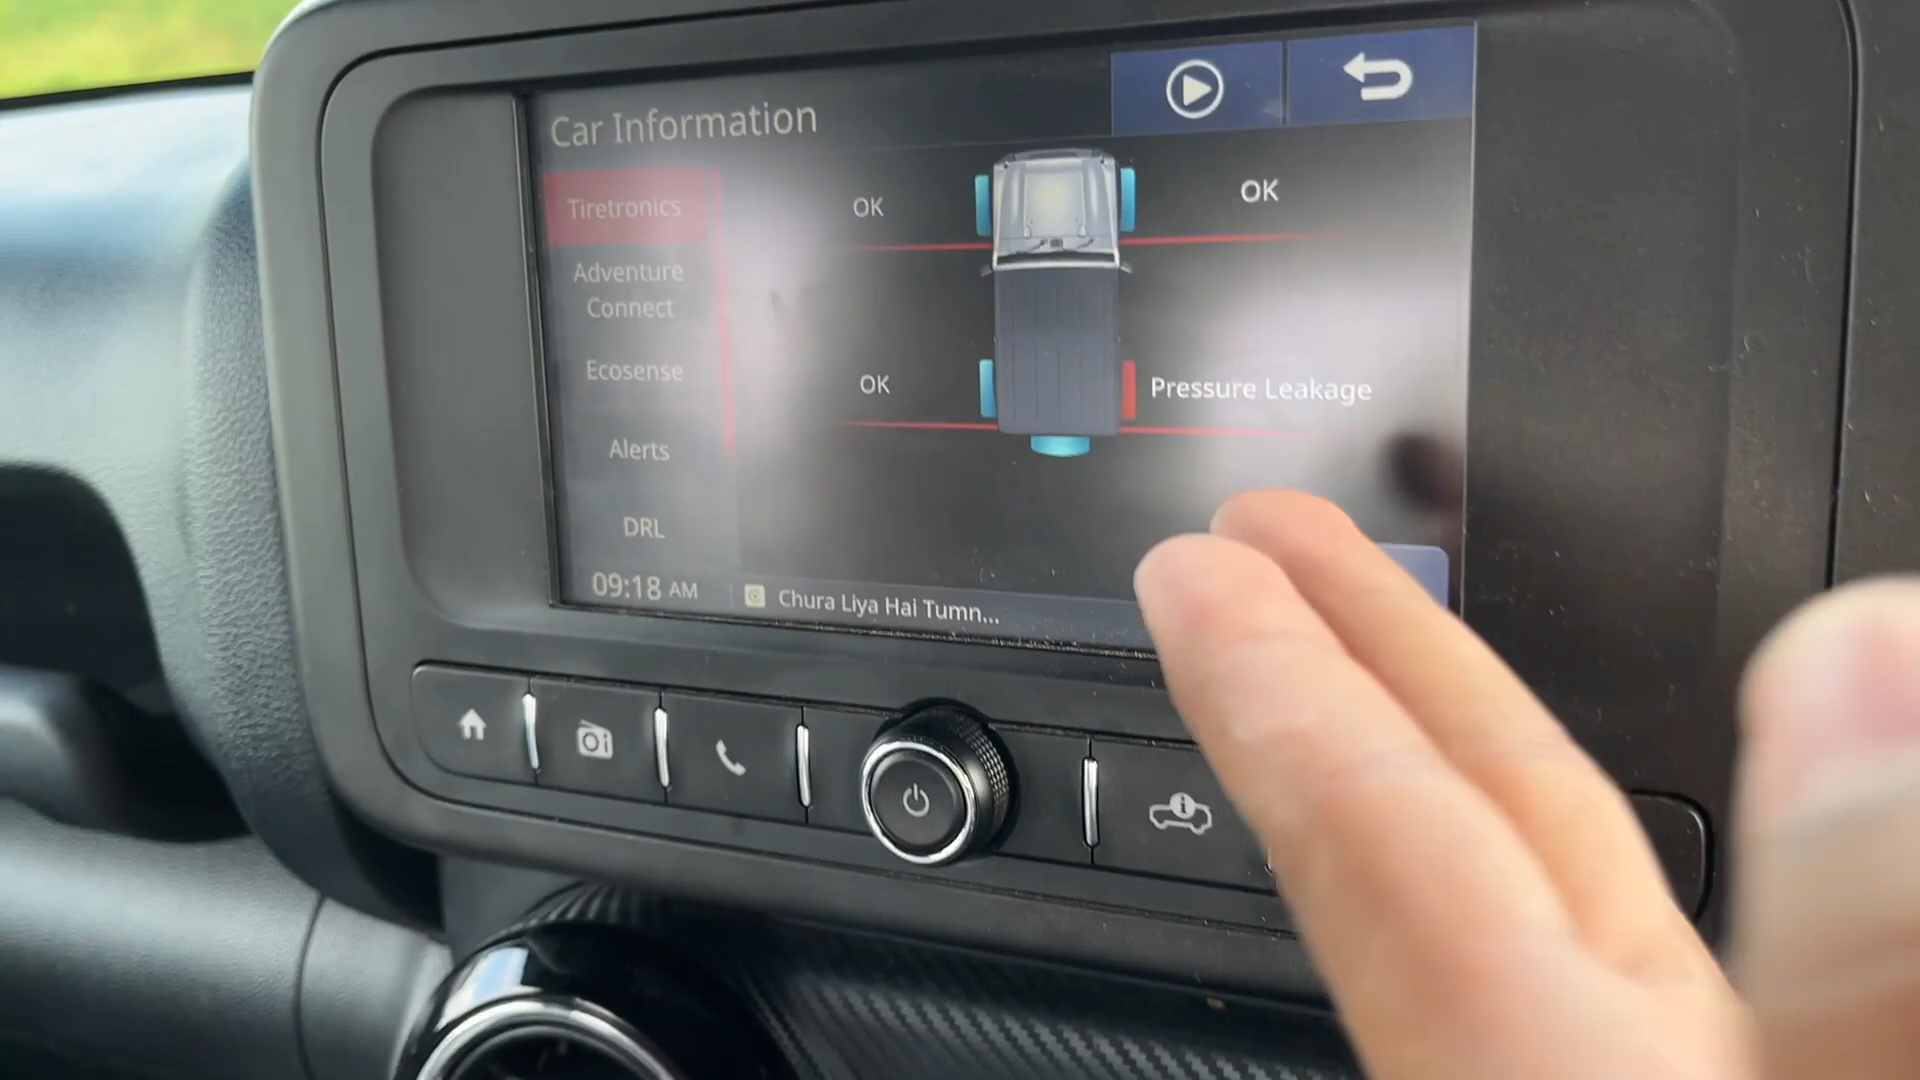 Car Information
Tiretronics
OK
OK
Adventure
Connect
Ecosense
OK
Pressure Leakage
Alerts
DRL
09:18 AM
Chura Liya Hai Tumn...